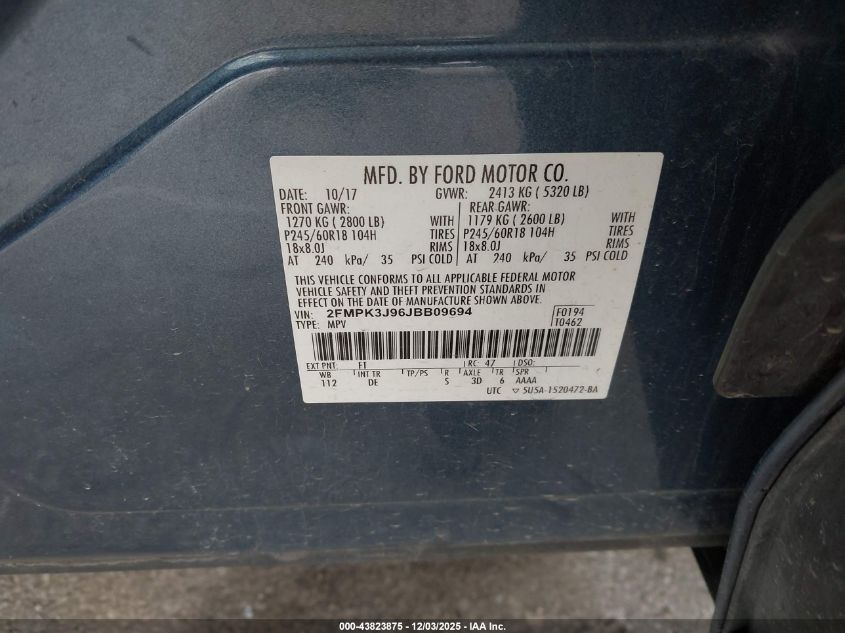 MFD. BY FORD MOTOR CO.
DATE: 10/17 GVWR: 2413 KG ( 5320 LB)
FRONT GAWR: REAR GAWR:
1270 KG ( 2800 LB) WITH 1179 KG ( 2600 LB) WITH
P245/60R18 104H TIRES P245/60R18 104H TIRES
18x8.0J RIMS 18x8.0J RIMS
AT 240 kPa/ 35 PSI COLD AT 240 kPa/ 35 PSI COLD
THIS VEHICLE CONFORMS TO ALL APPLICABLE FEDERAL MOTOR
VEHICLE SAFETY AND THEFT PREVENTION STANDARDS IN
EFFECT ON THE DATE OF MANUFACTURE SHOWN ABOVE.
VIN: 2FMPK3J96JBB09694 F0194
TYPE: MPV T0462
EXT PNT: FT RC: 47 DSO:
WB INT TR TP/PS R AXLE TR SPR
112 DE S 3D 6 AAAA
UTC ▽ 5U5A-1520472-BA
000-43823875 - 12/03/2025 - IAA Inc.